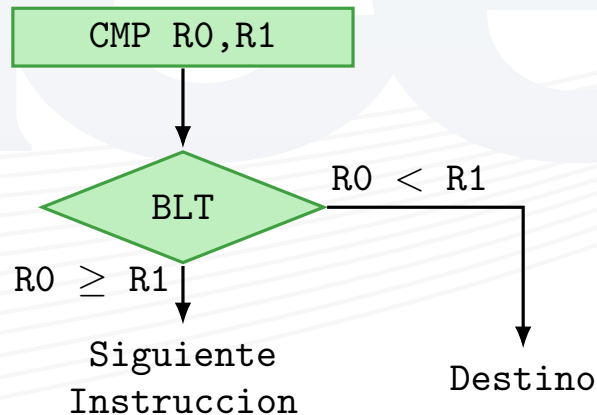 CMP R0,R1
BLT
R0 < R1
R0 ≥ R1
Siguiente
Instruccion
Destino